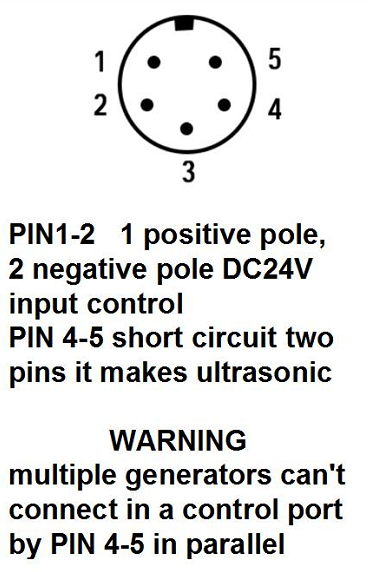 1 5
2 4
3
PIN1-2 1 positive pole,
2 negative pole DC24V
input control
PIN 4-5 short circuit two
pins it makes ultrasonic
WARNING
multiple generators can't
connect in a control port
by PIN 4-5 in parallel